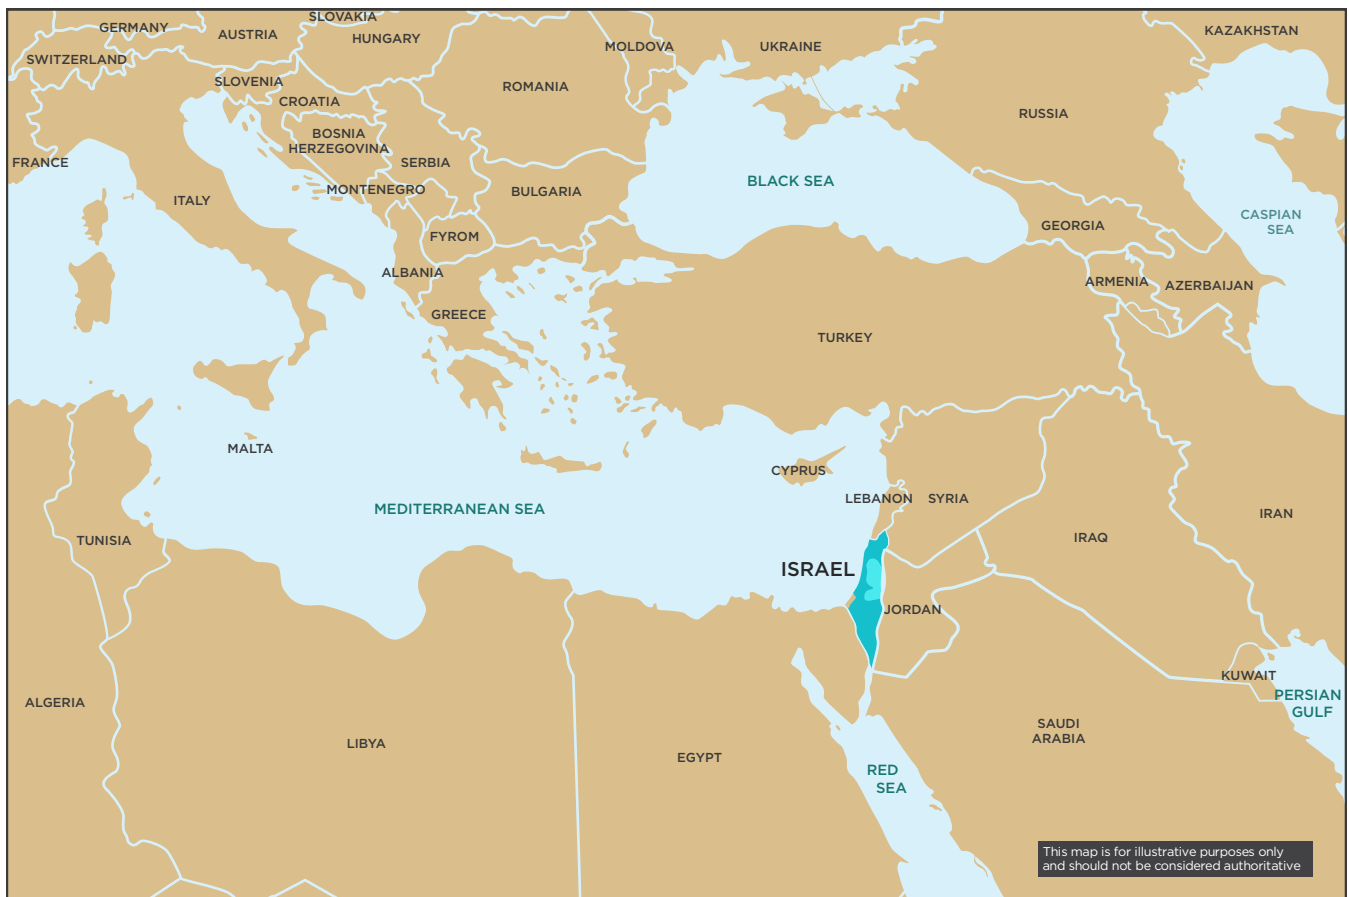 SLOVAKIA
GERMANY
AUSTRIA
HUNGARY
KAZAKHSTAN
MOLDOVA
UKRAINE
SWITZERLAND
SLOVENIA
ROMANIA
CROATIA
RUSSIA
BOSNIA
HERZEGOVINA
FRANCE
SERBIA
BLACK SEA
MONTENEGRO
BULGARIA
ITALY
CASPIAN
SEA
GEORGIA
FYROM
ALBANIA
ARMENIA
AZERBAIJAN
GREECE
TURKEY
MALTA
CYPRUS
LEBANON
SYRIA
MEDITERRANEAN SEA
IRAN
TUNISIA
IRAQ
ISRAEL
JORDAN
KUWAIT
PERSIAN
GULF
ALGERIA
SAUDI
ARABIA
LIBYA
EGYPT
RED
SEA
This map is for illustrative purposes only
and should not be considered authoritative